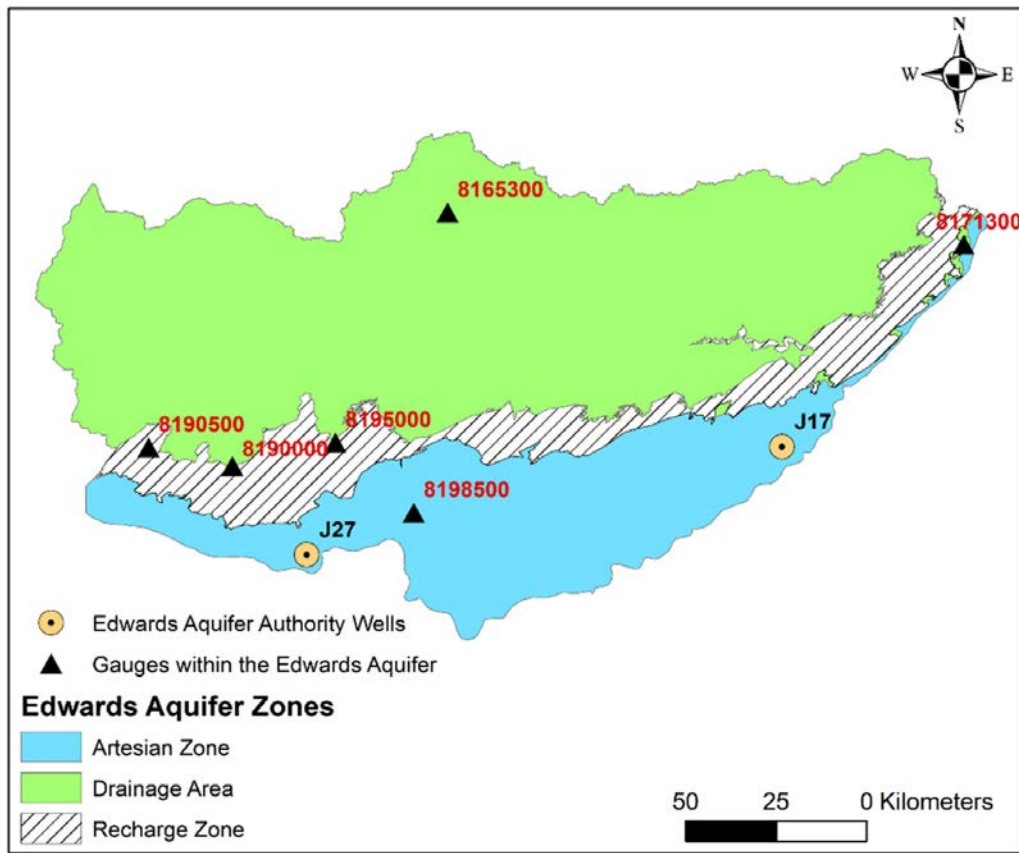 N
W E
S
8165300
8171300
8195000
8190500
8190000
J17
8198500
J27
Edwards Aquifer Authority Wells
Gauges within the Edwards Aquifer
Edwards Aquifer Zones
Artesian Zone
Drainage Area
Recharge Zone
50 25 0 Kilometers